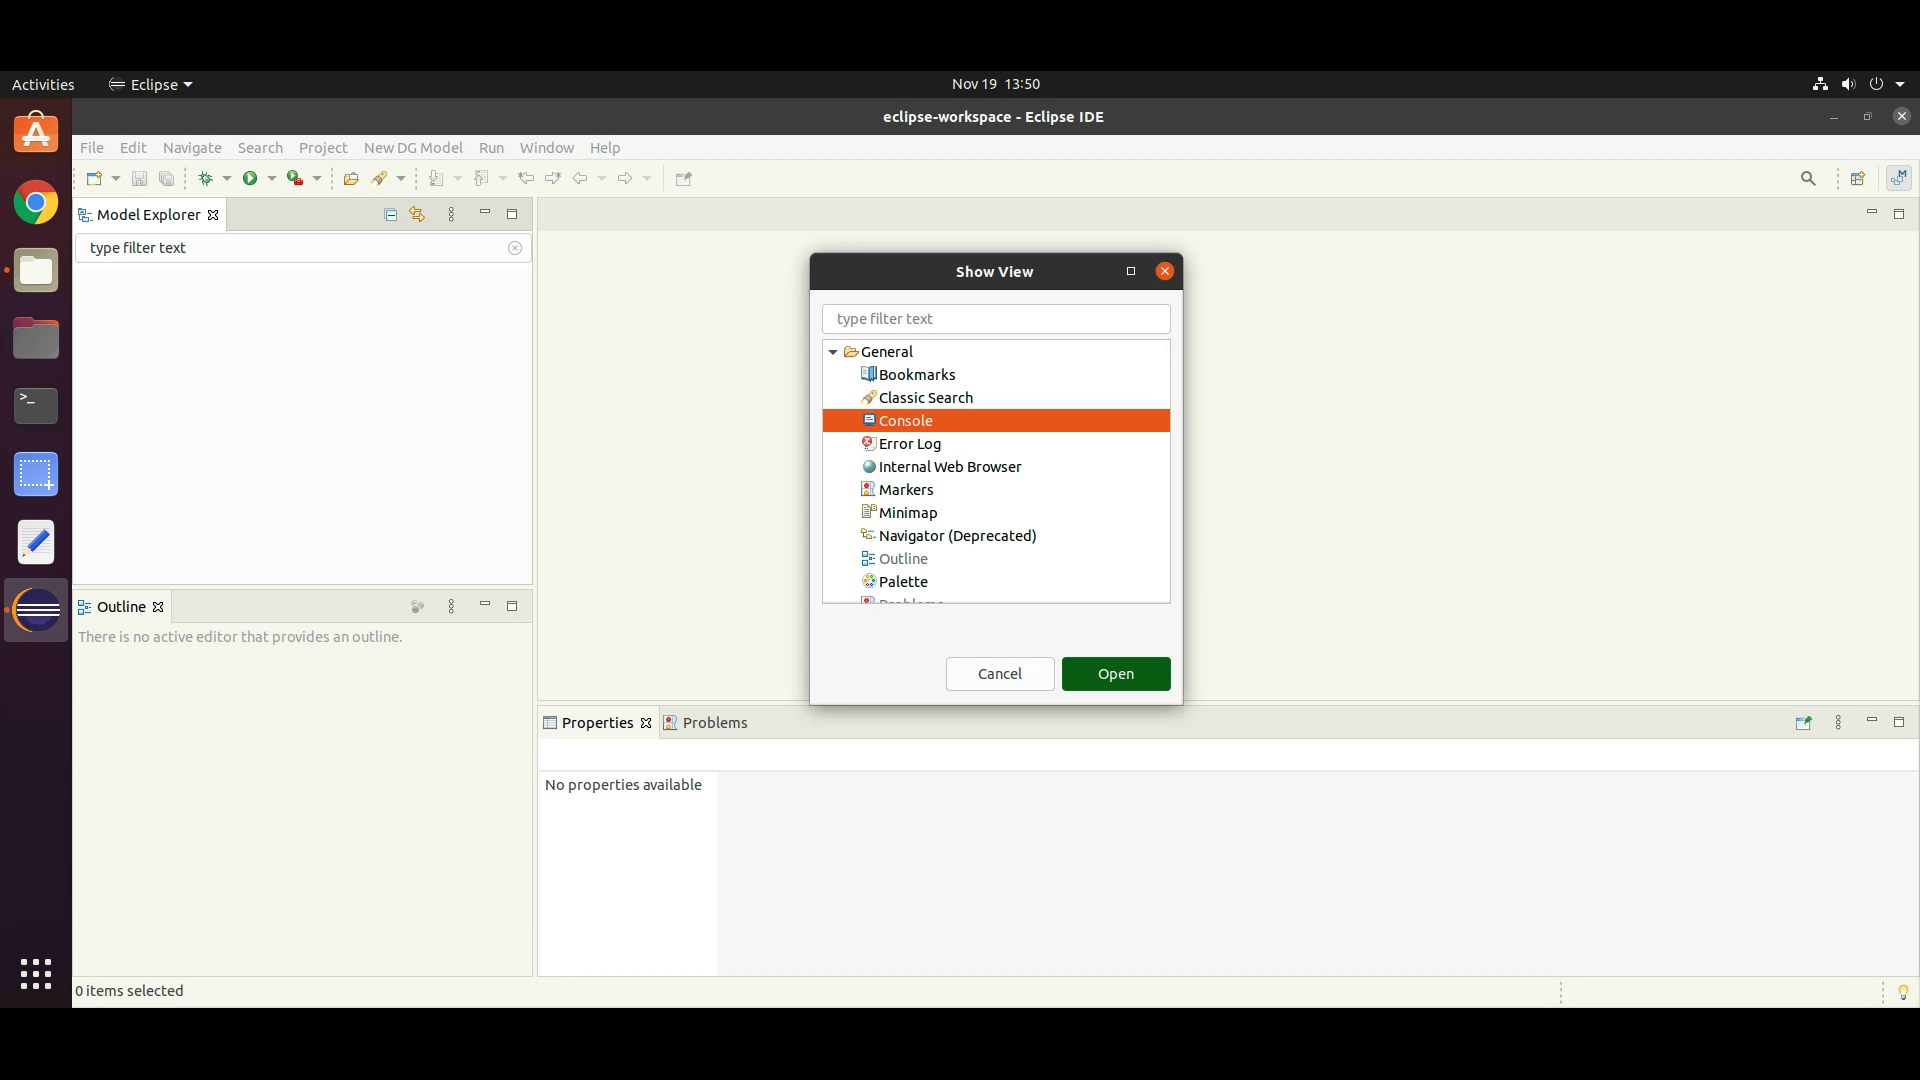 Activities
Eclipse
Nov 19 13:50
eclipse-workspace - Eclipse IDE
File Edit Navigate Search Project New DG Model Run Window Help
Model Explorer
type filter text
Outline
There is no active editor that provides an outline.
Show View
type filter text
General
Bookmarks
Classic Search
Console
Error Log
Internal Web Browser
Markers
Minimap
Navigator (Deprecated)
Outline
Palette
Cancel
Open
Properties
Problems
No properties available
0 items selected